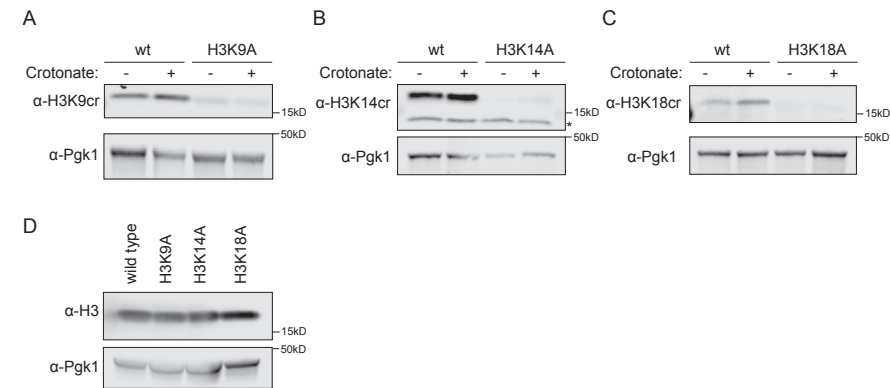 A
wt H3K9A
Crotonate: - + - +
α-H3K9cr
15kD
50kD
α-Pgk1
B
wt H3K14A
Crotonate: - + - +
α-H3K14cr
15kD
*
50kD
α-Pgk1
C
wt H3K18A
Crotonate: - + - +
α-H3K18cr
15kD
50kD
α-Pgk1
D
wild type
H3K9A
H3K14A
H3K18A
α-H3
15kD
50kD
α-Pgk1